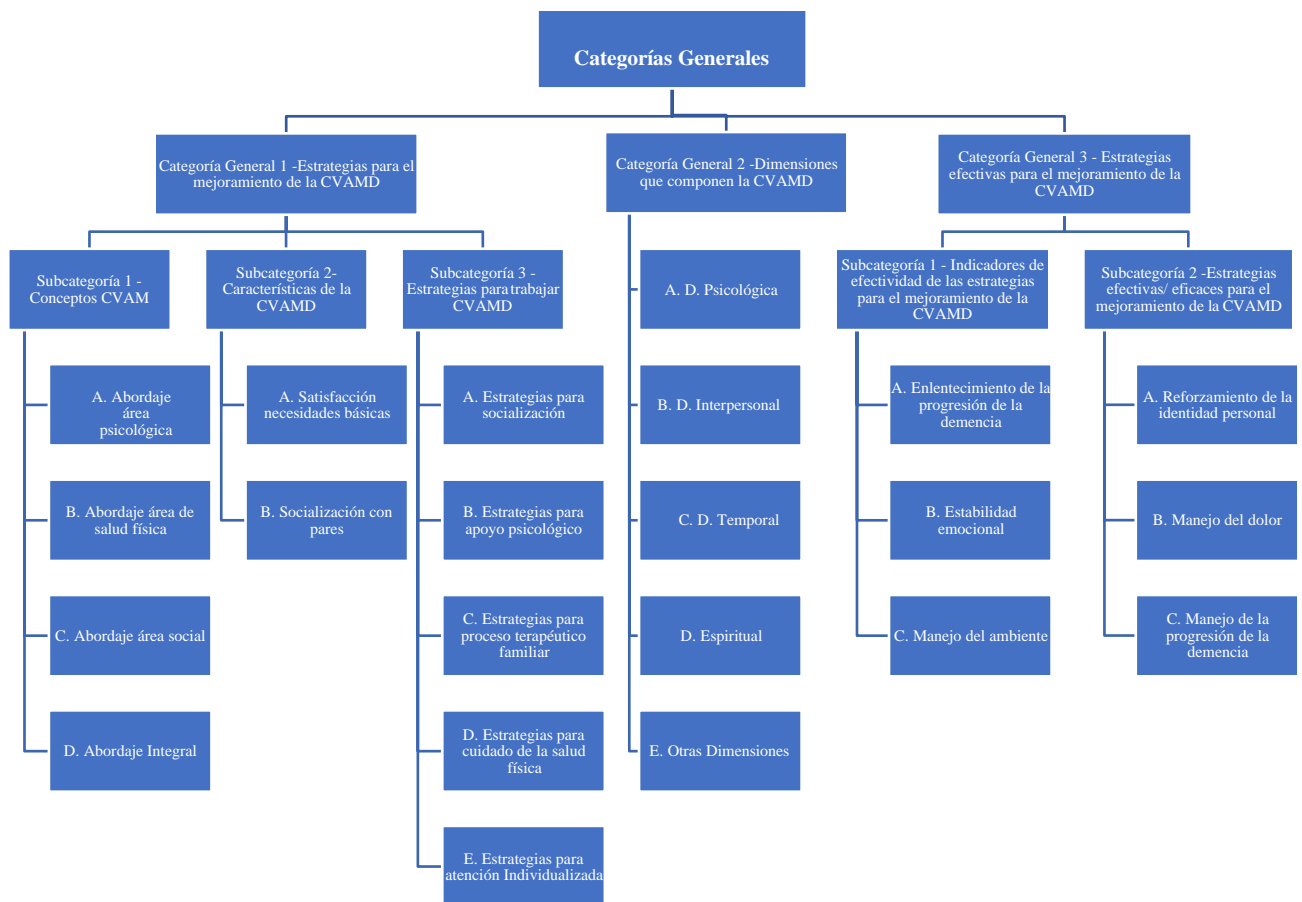 Categorías Generales
Categoría General 1 -Estrategias para el
mejoramiento de la CVAMD
Subcategoría 1 -
Conceptos CVAM
A. Abordaje
área
psicológica
B. Abordaje área de
salud física
C. Abordaje área social
D. Abordaje Integral
Subcategoría 2-
Características de la
CVAMD
A. Satisfacción
necesidades básicas
B. Socialización con
pares
Subcategoría 3 -
Estrategias para trabajar
CVAMD
A. Estrategias para
socialización
B. Estrategias para
apoyo psicológico
C. Estrategias para
proceso terapéutico
familiar
D. Estrategias para
cuidado de la salud
física
E. Estrategias para
atención Individualizada
Categoría General 2 -Dimensiones
que componen la CVAMD
A. D. Psicológica
B. D. Interpersonal
C. D. Temporal
D. Espiritual
E. Otras Dimensiones
Categoría General 3 - Estrategias
efectivas para el mejoramiento de la
CVAMD
Subcategoría 1 - Indicadores de
efectividad de las estrategias
para el mejoramiento de la
CVAMD
A. Enlentecimiento de la
progresión de la
demencia
B. Estabilidad
emocional
C. Manejo del ambiente
Subcategoría 2 -Estrategias
efectivas/ eficaces para el
mejoramiento de la CVAMD
A. Reforzamiento de la
identidad personal
B. Manejo del dolor
C. Manejo de la
progresión de la
demencia